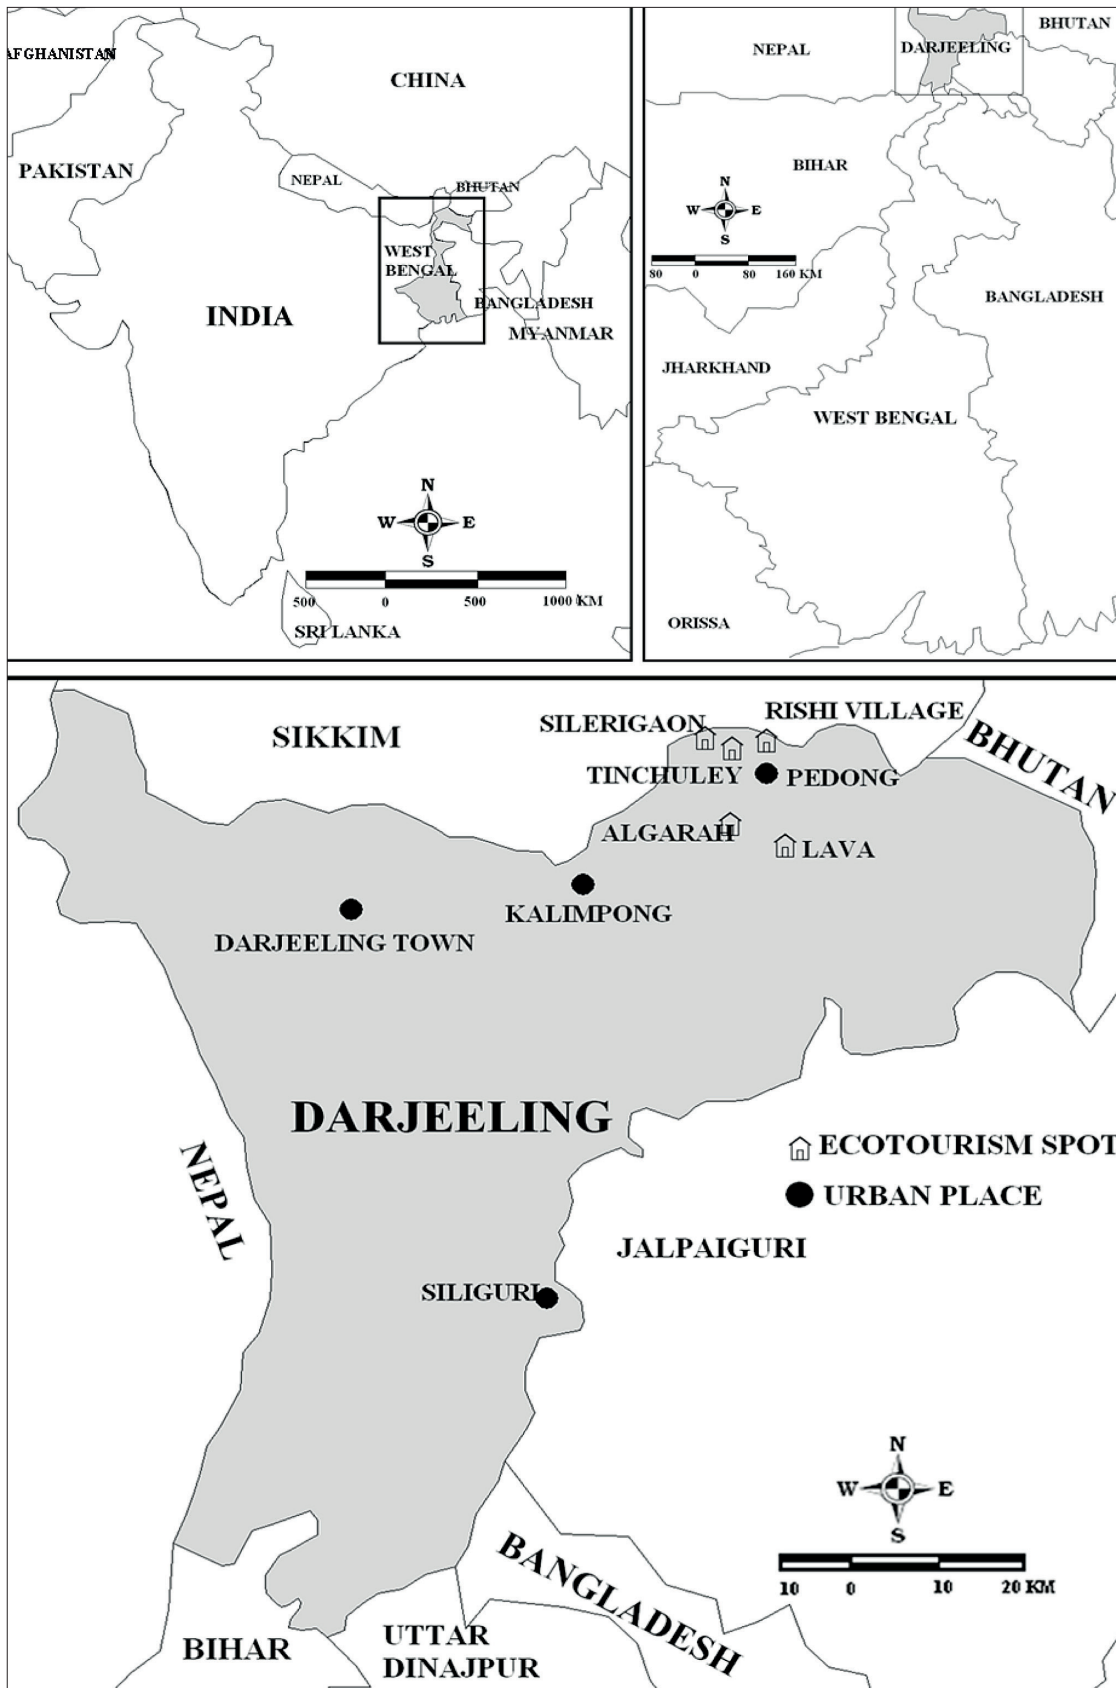 AFGHANISTAN
CHINA
PAKISTAN
NEPAL
BHUTAN
WEST
BENGAL
INDIA
BANGLADESH
MYANMAR
N
W E
S
500 0 500 1000 KM
SRI LANKA
BHUTAN
NEPAL
DARJEELING
BIHAR
N
W E
S
80 0 80 160 KM
BANGLADESH
JHARKHAND
WEST BENGAL
ORISSA
SIKKIM
SILERIGAON
RISHI VILLAGE
BHUTAN
TINCHULEY
PEDONG
ALGARAH
LAVA
KALIMPONG
DARJEELING TOWN
DARJEELING
NEPAL
ECOTOURISM SPOT
URBAN PLACE
JALPAIGURI
SILIGURI
N
W E
S
10 0 10 20 KM
BANGLADESH
BIHAR
UTTAR
DINAJPUR